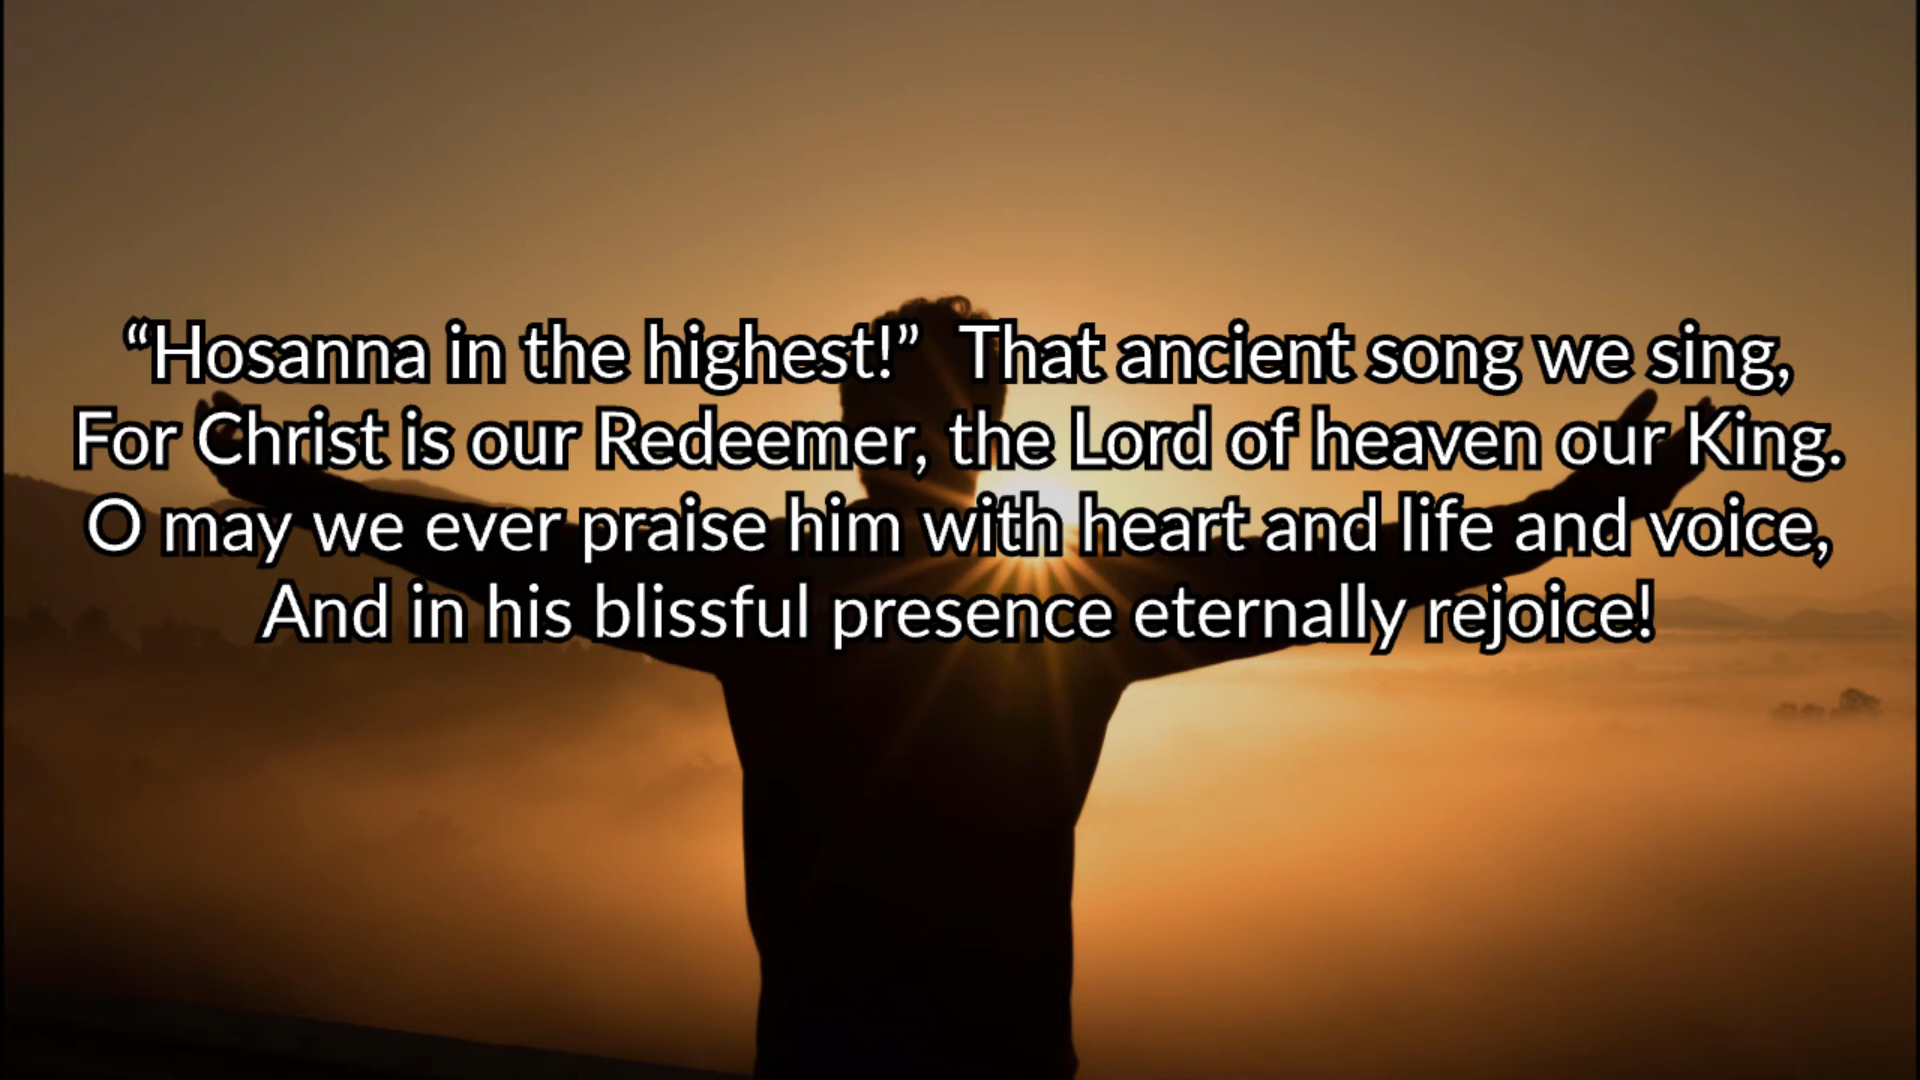 “Hosanna in the highest!”  That ancient song we sing,
For Christ is our Redeemer, the Lord of heaven our King.
O may we ever praise him with heart and life and voice,
And in his blissful presence eternally rejoice!